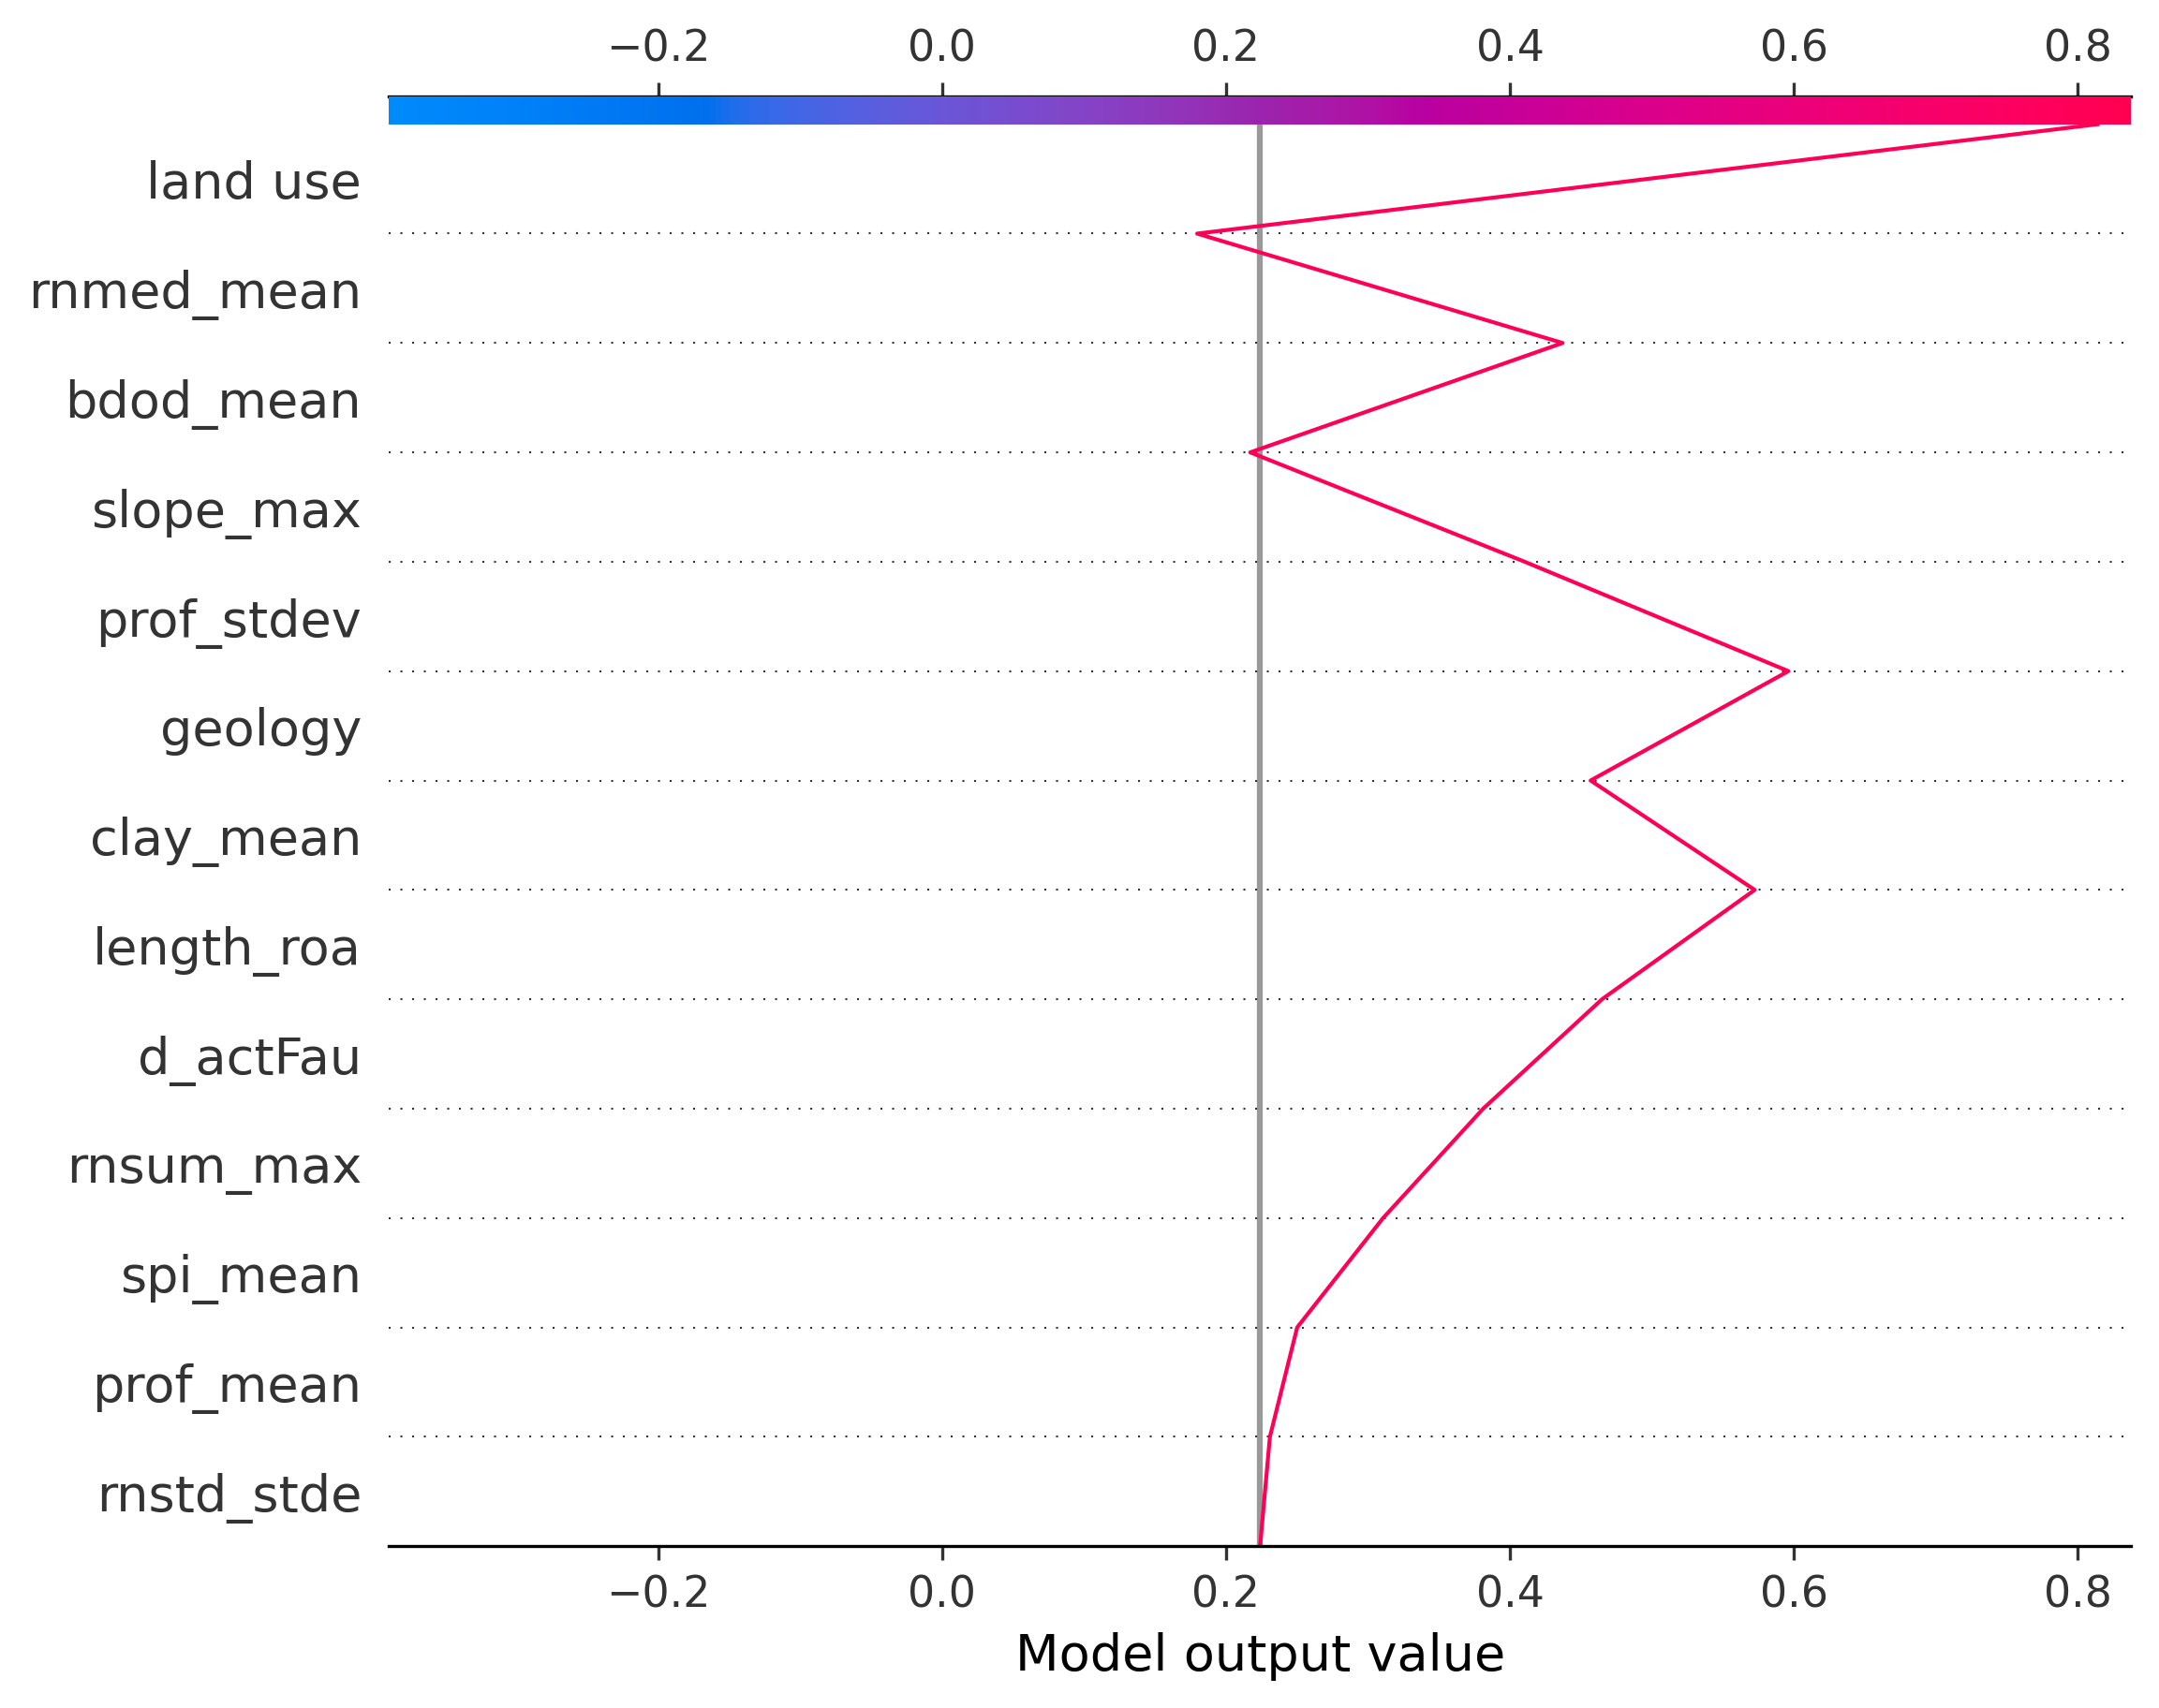 −0.2 0.0 0.2 0.4 0.6 0.8
land use
rnmed_mean
bdod_mean
slope_max
prof_stdev
geology
clay_mean
length_roa
d_actFau
rnsum_max
spi_mean
prof_mean
rnstd_stde
−0.2 0.0 0.2 0.4 0.6 0.8
Model output value